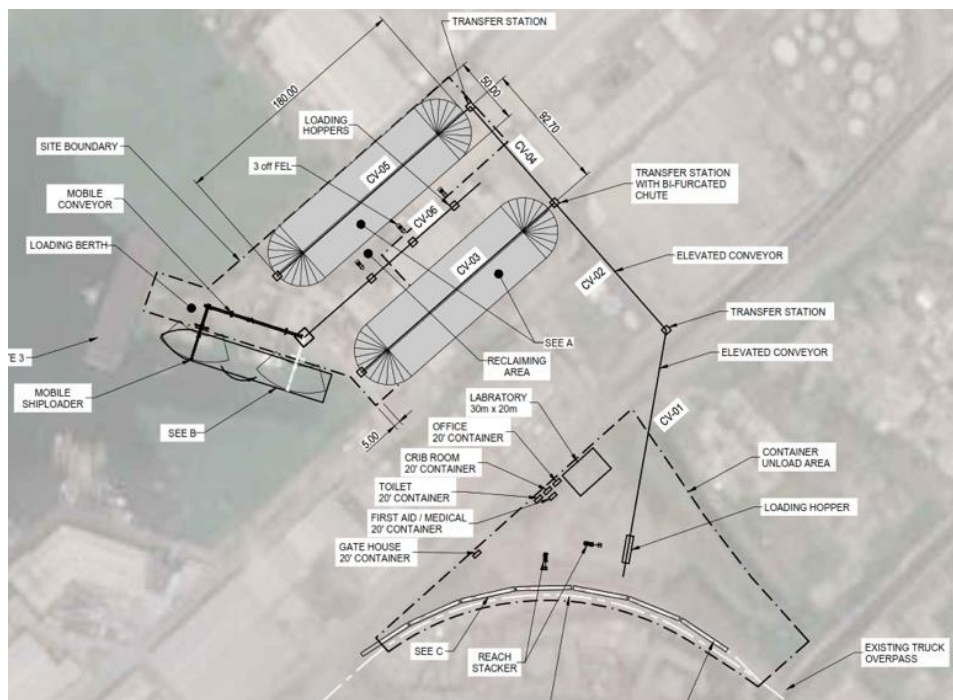 TRANSFER STATION
180.00
50.00
92.70
LOADING
HOPPERS
SITE BOUNDARY
3 off FEL
CV-05
CV-04
MOBILE
CONVEYOR
TRANSFER STATION
WITH BI-FURCATED
CHUTE
CV-06
LOADING BERTH
CV-03
CV-02
ELEVATED CONVEYOR
TRANSFER STATION
SEE A
TE 3
RECLAIMING
AREA
ELEVATED CONVEYOR
MOBILE
SHIPLOADER
SEE B
5.00
LABRATORY
30m x 20m
CV-01
OFFICE
20' CONTAINER
CRIB ROOM
20' CONTAINER
CONTAINER
UNLOAD AREA
TOILET
20' CONTAINER
LOADING HOPPER
FIRST AID / MEDICAL
20' CONTAINER
GATE HOUSE
20' CONTAINER
SEE C
REACH
STACKER
EXISTING TRUCK
OVERPASS